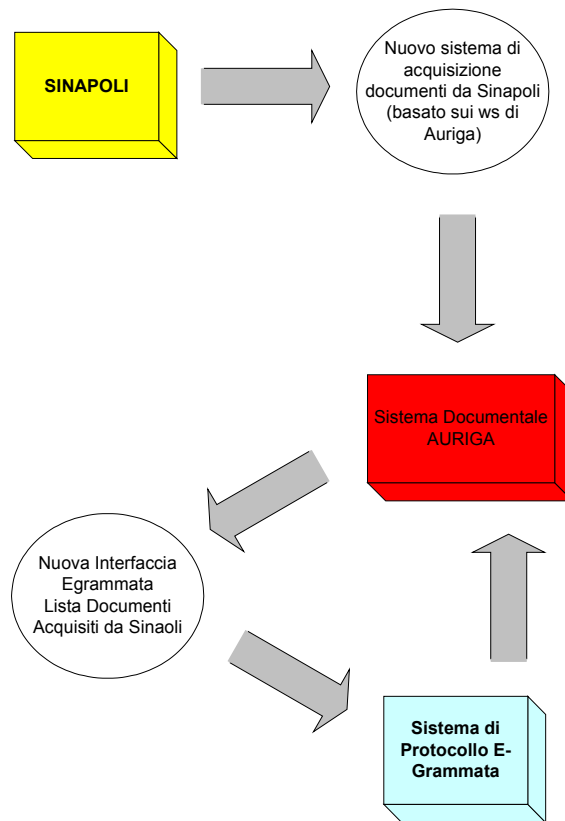 SINAPOLI
Nuovo sistema di
acquisizione
documenti da Sinapoli
(basato sui ws di
Auriga)
Sistema Documentale
AURIGA
Nuova Interfaccia
Egrammata
Lista Documenti
Acquisiti da Sinaoli
Sistema di
Protocollo E-
Grammata